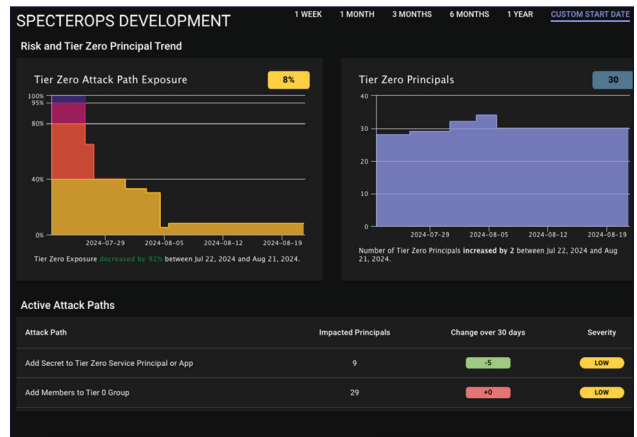 SPECTEROPS DEVELOPMENT
1 WEEK 1 MONTH 3 MONTHS 6 MONTHS 1 YEAR CUSTOM START DATE
Risk and Tier Zero Principal Trend
Tier Zero Attack Path Exposure 8%
100%
95%
80%
40%
0%
2024-07-29 2024-08-05 2024-08-12 2024-08-19
Tier Zero Exposure decreased by 92% between Jul 22, 2024 and Aug 21, 2024.
Tier Zero Principals 30
40
30
20
10
0
2024-07-29 2024-08-05 2024-08-12 2024-08-19
Number of Tier Zero Principals increased by 2 between Jul 22, 2024 and Aug
21, 2024.
Active Attack Paths
Attack Path Impacted Principals Change over 30 days Severity
Add Secret to Tier Zero Service Principal or App 9 -5 LOW
Add Members to Tier 0 Group 29 +0 LOW